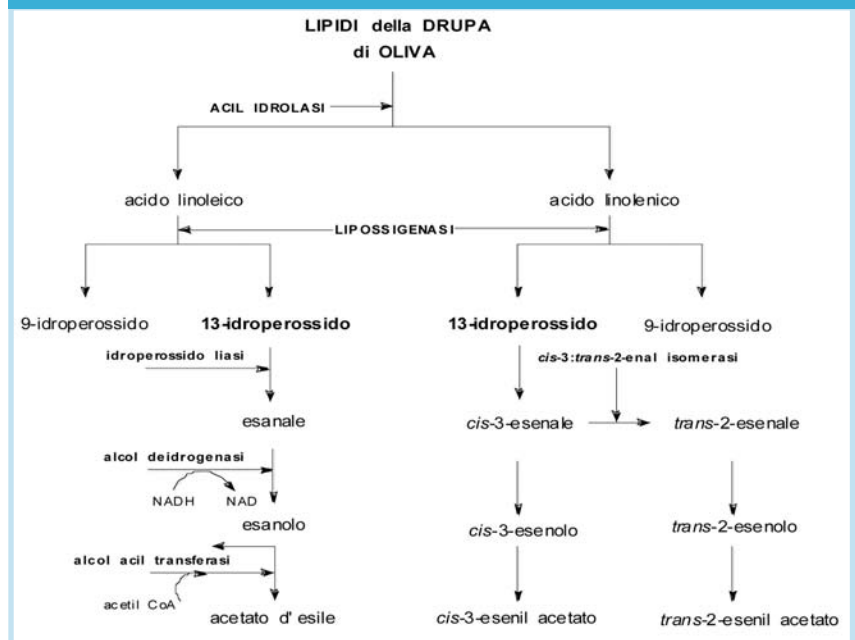 LIPIDI della DRUPA
di OLIVA
ACIL IDROLASI
acido linoleico
acido linolenico
LIPOSSIGENASI
9-idroperossido
13-idroperossido
13-idroperossido
9-idroperossido
idroperossido liasi
cis-3:trans-2-enal isomerasi
esanale
cis-3-esenale
trans-2-esenale
alcol deidrogenasi
NADH
NAD
esanolo
cis-3-esenolo
trans-2-esenolo
alcol acil transferasi
acetil CoA
acetato d' esile
cis-3-esenil acetato
trans-2-esenil acetato